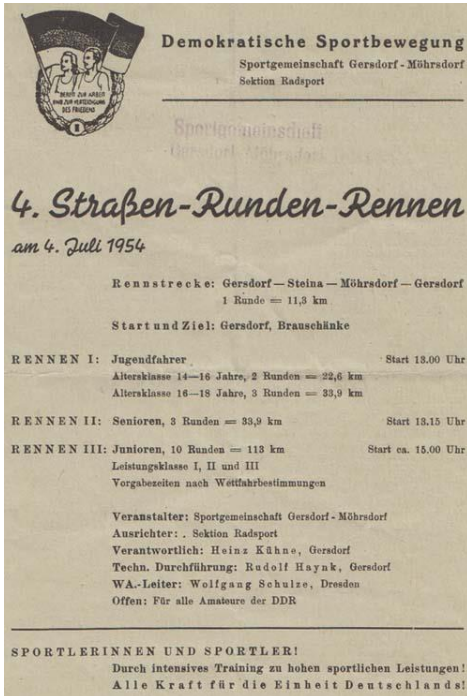 BEREIT ZUR ARBEIT
UND ZUR VERTEIDIGUNG
DES FRIEDENS
Demokratische Sportbewegung
Sportgemeinschaft Gersdorf-Möhrsdorf
Sektion Radsport
Sportgemeinschaft
Gersdorf-Möhrsdorf
4. Straßen-Runden-Rennen
am 4. Juli 1954
Rennstrecke: Gersdorf — Steina — Möhrsdorf — Gersdorf
1 Runde = 11,3 km
Start und Ziel: Gersdorf, Brauschänke
RENNEN I: Jugendfahrer Start 13.00 Uhr
Altersklasse 14—16 Jahre, 2 Runden = 22,6 km
Altersklasse 16—18 Jahre, 3 Runden = 33,9 km
RENNEN II: Senioren, 3 Runden = 33,9 km Start 13.15 Uhr
RENNEN III: Junioren, 10 Runden = 113 km Start ca. 15.00 Uhr
Leistungsklasse I, II und III
Vorgabezeiten nach Wettfahrbestimmungen
Veranstalter: Sportgemeinschaft Gersdorf-Möhrsdorf
Ausrichter: . Sektion Radsport
Verantwortlich: Heinz Kühne, Gersdorf
Techn. Durchführung: Rudolf Haynk, Gersdorf
WA.-Leiter: Wolfgang Schulze, Dresden
Offen: Für alle Amateure der DDR
SPORTLERINNEN UND SPORTLER!
Durch intensives Training zu hohen sportlichen Leistungen!
Alle Kraft für die Einheit Deutschlands!